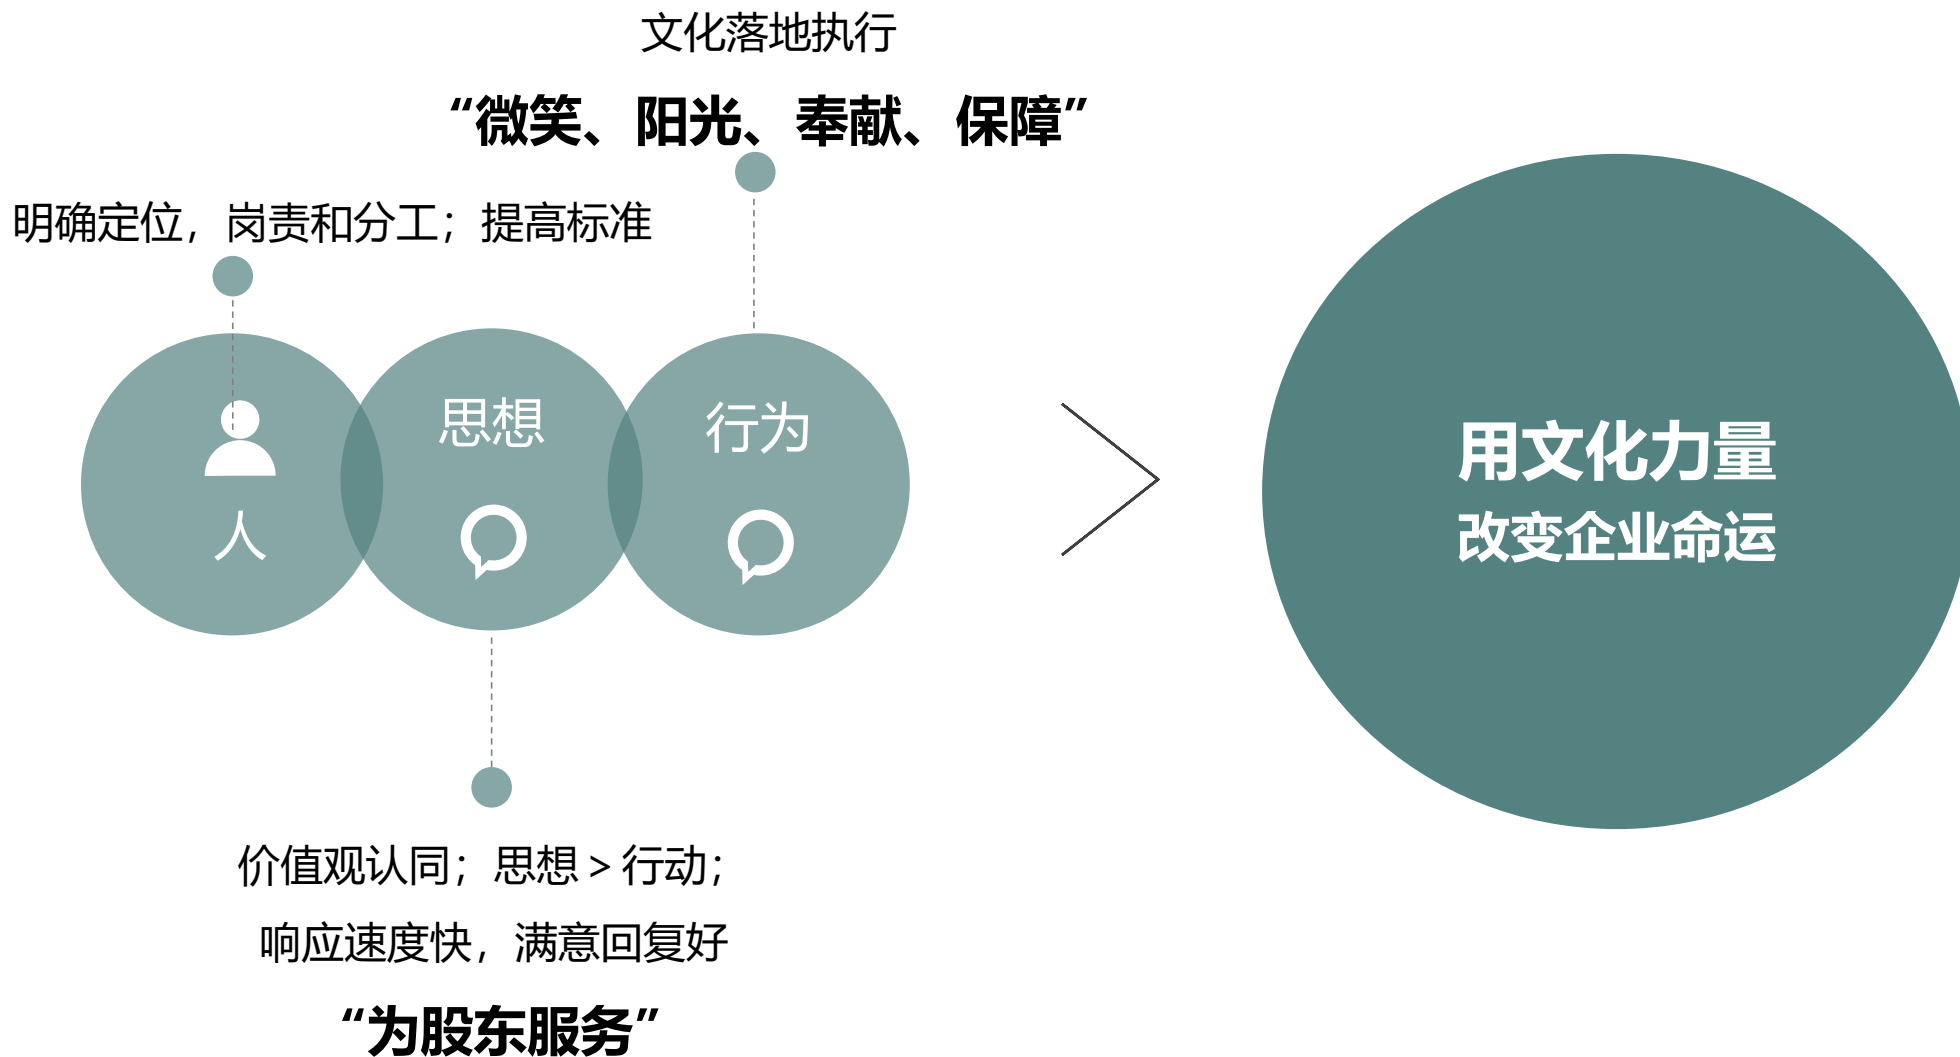 文化落地执行
“微笑、阳光、奉献、保障”
明确定位，岗责和分工；提高标准
人
思想
行为
价值观认同；思想 > 行动；
响应速度快，满意回复好
“为股东服务”
用文化力量
改变企业命运